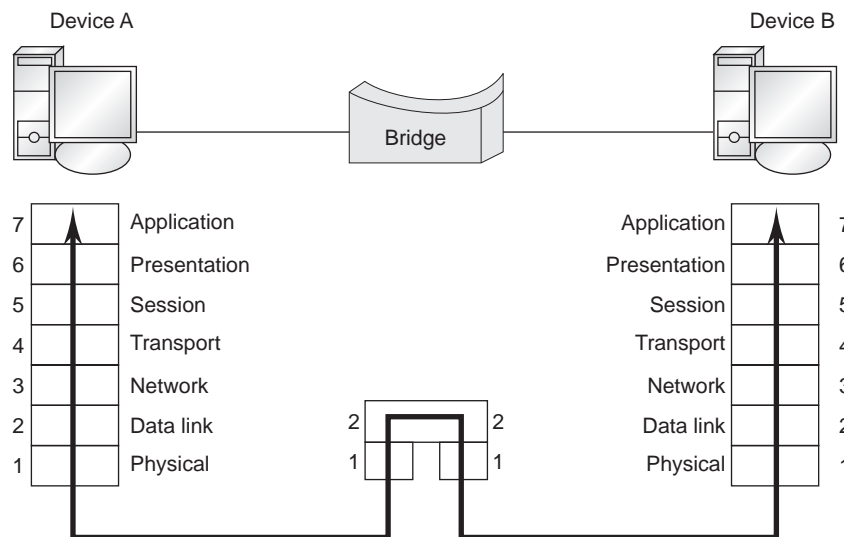 Device A Device B
Bridge
7 Application Application 7
6 Presentation Presentation 6
5 Session Session 5
4 Transport Transport 4
3 Network Network 3
2 Data link 2 2 Data link 2
1 Physical 1 1 Physical 1